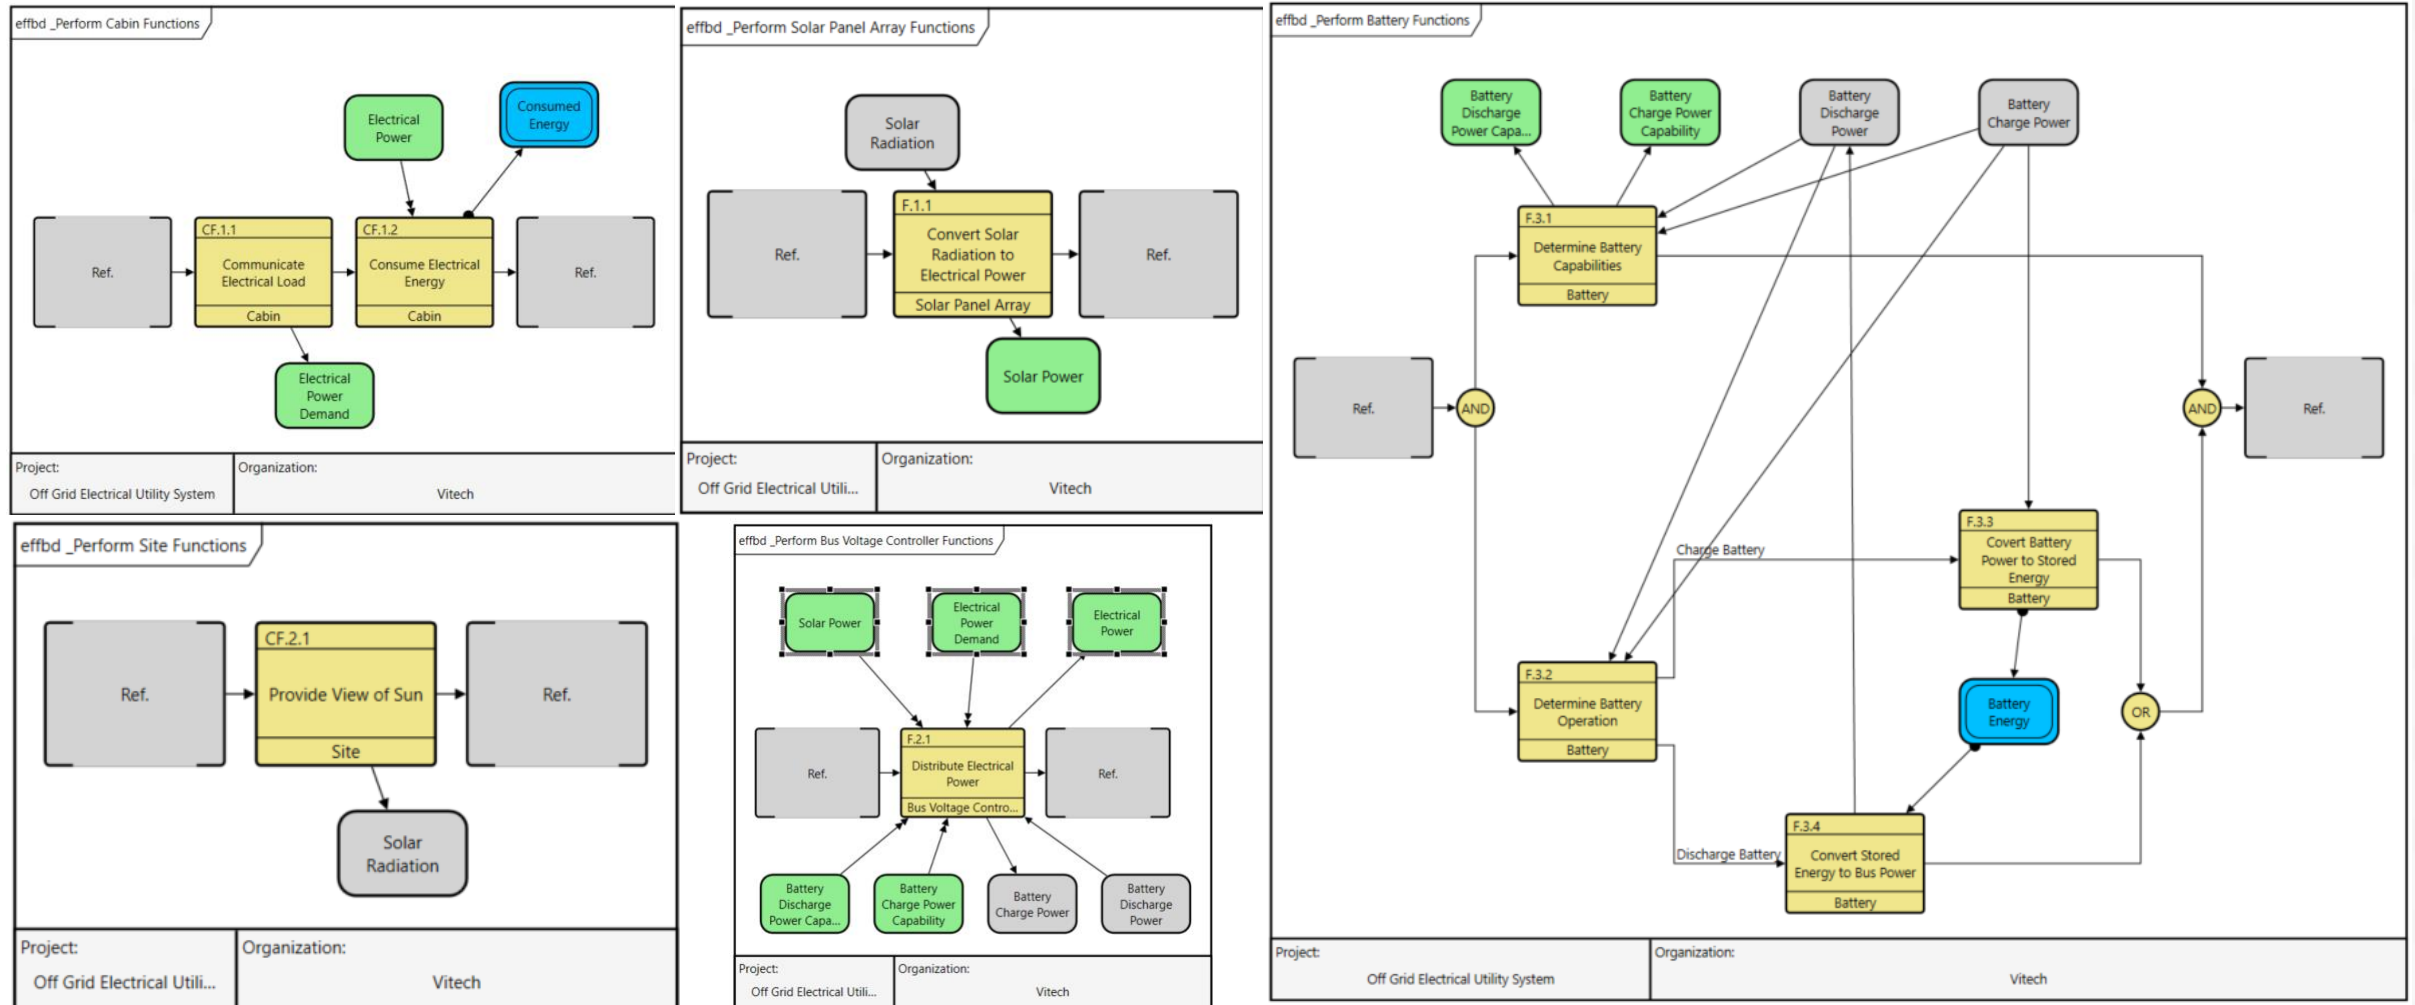 effbd _Perform Cabin Functions
Electrical
Power
Consumed
Energy
Ref.
CF.1.1
Communicate
Electrical Load
Cabin
CF.1.2
Consume Electrical
Energy
Cabin
Ref.
Electrical
Power
Demand
Project:
Off Grid Electrical Utility System
Organization:
Vitech
effbd _Perform Solar Panel Array Functions
Solar
Radiation
Ref.
F.1.1
Convert Solar
Radiation to
Electrical Power
Solar Panel Array
Ref.
Solar Power
Project:
Off Grid Electrical Utili...
Organization:
Vitech
effbd _Perform Battery Functions
Battery
Discharge
Power Capa...
Battery
Charge Power
Capability
Battery
Discharge
Power
Battery
Charge Power
F.3.1
Determine Battery
Capabilities
Battery
Ref.
AND
AND
Ref.
Charge Battery
F.3.3
Covert Battery
Power to Stored
Energy
Battery
F.3.2
Determine Battery
Operation
Battery
Battery
Energy
OR
Discharge Battery
F.3.4
Convert Stored
Energy to Bus Power
Battery
Project:
Off Grid Electrical Utility System
Organization:
Vitech
effbd _Perform Site Functions
Ref.
CF.2.1
Provide View of Sun
Site
Ref.
Solar
Radiation
Project:
Off Grid Electrical Utili...
Organization:
Vitech
effbd _Perform Bus Voltage Controller Functions
Solar Power
Electrical
Power
Demand
Electrical
Power
Ref.
F.2.1
Distribute Electrical
Power
Bus Voltage Contro...
Ref.
Battery
Discharge
Power Capa...
Battery
Charge Power
Capability
Battery
Charge Power
Battery
Discharge
Power
Project:
Off Grid Electrical Utili...
Organization:
Vitech